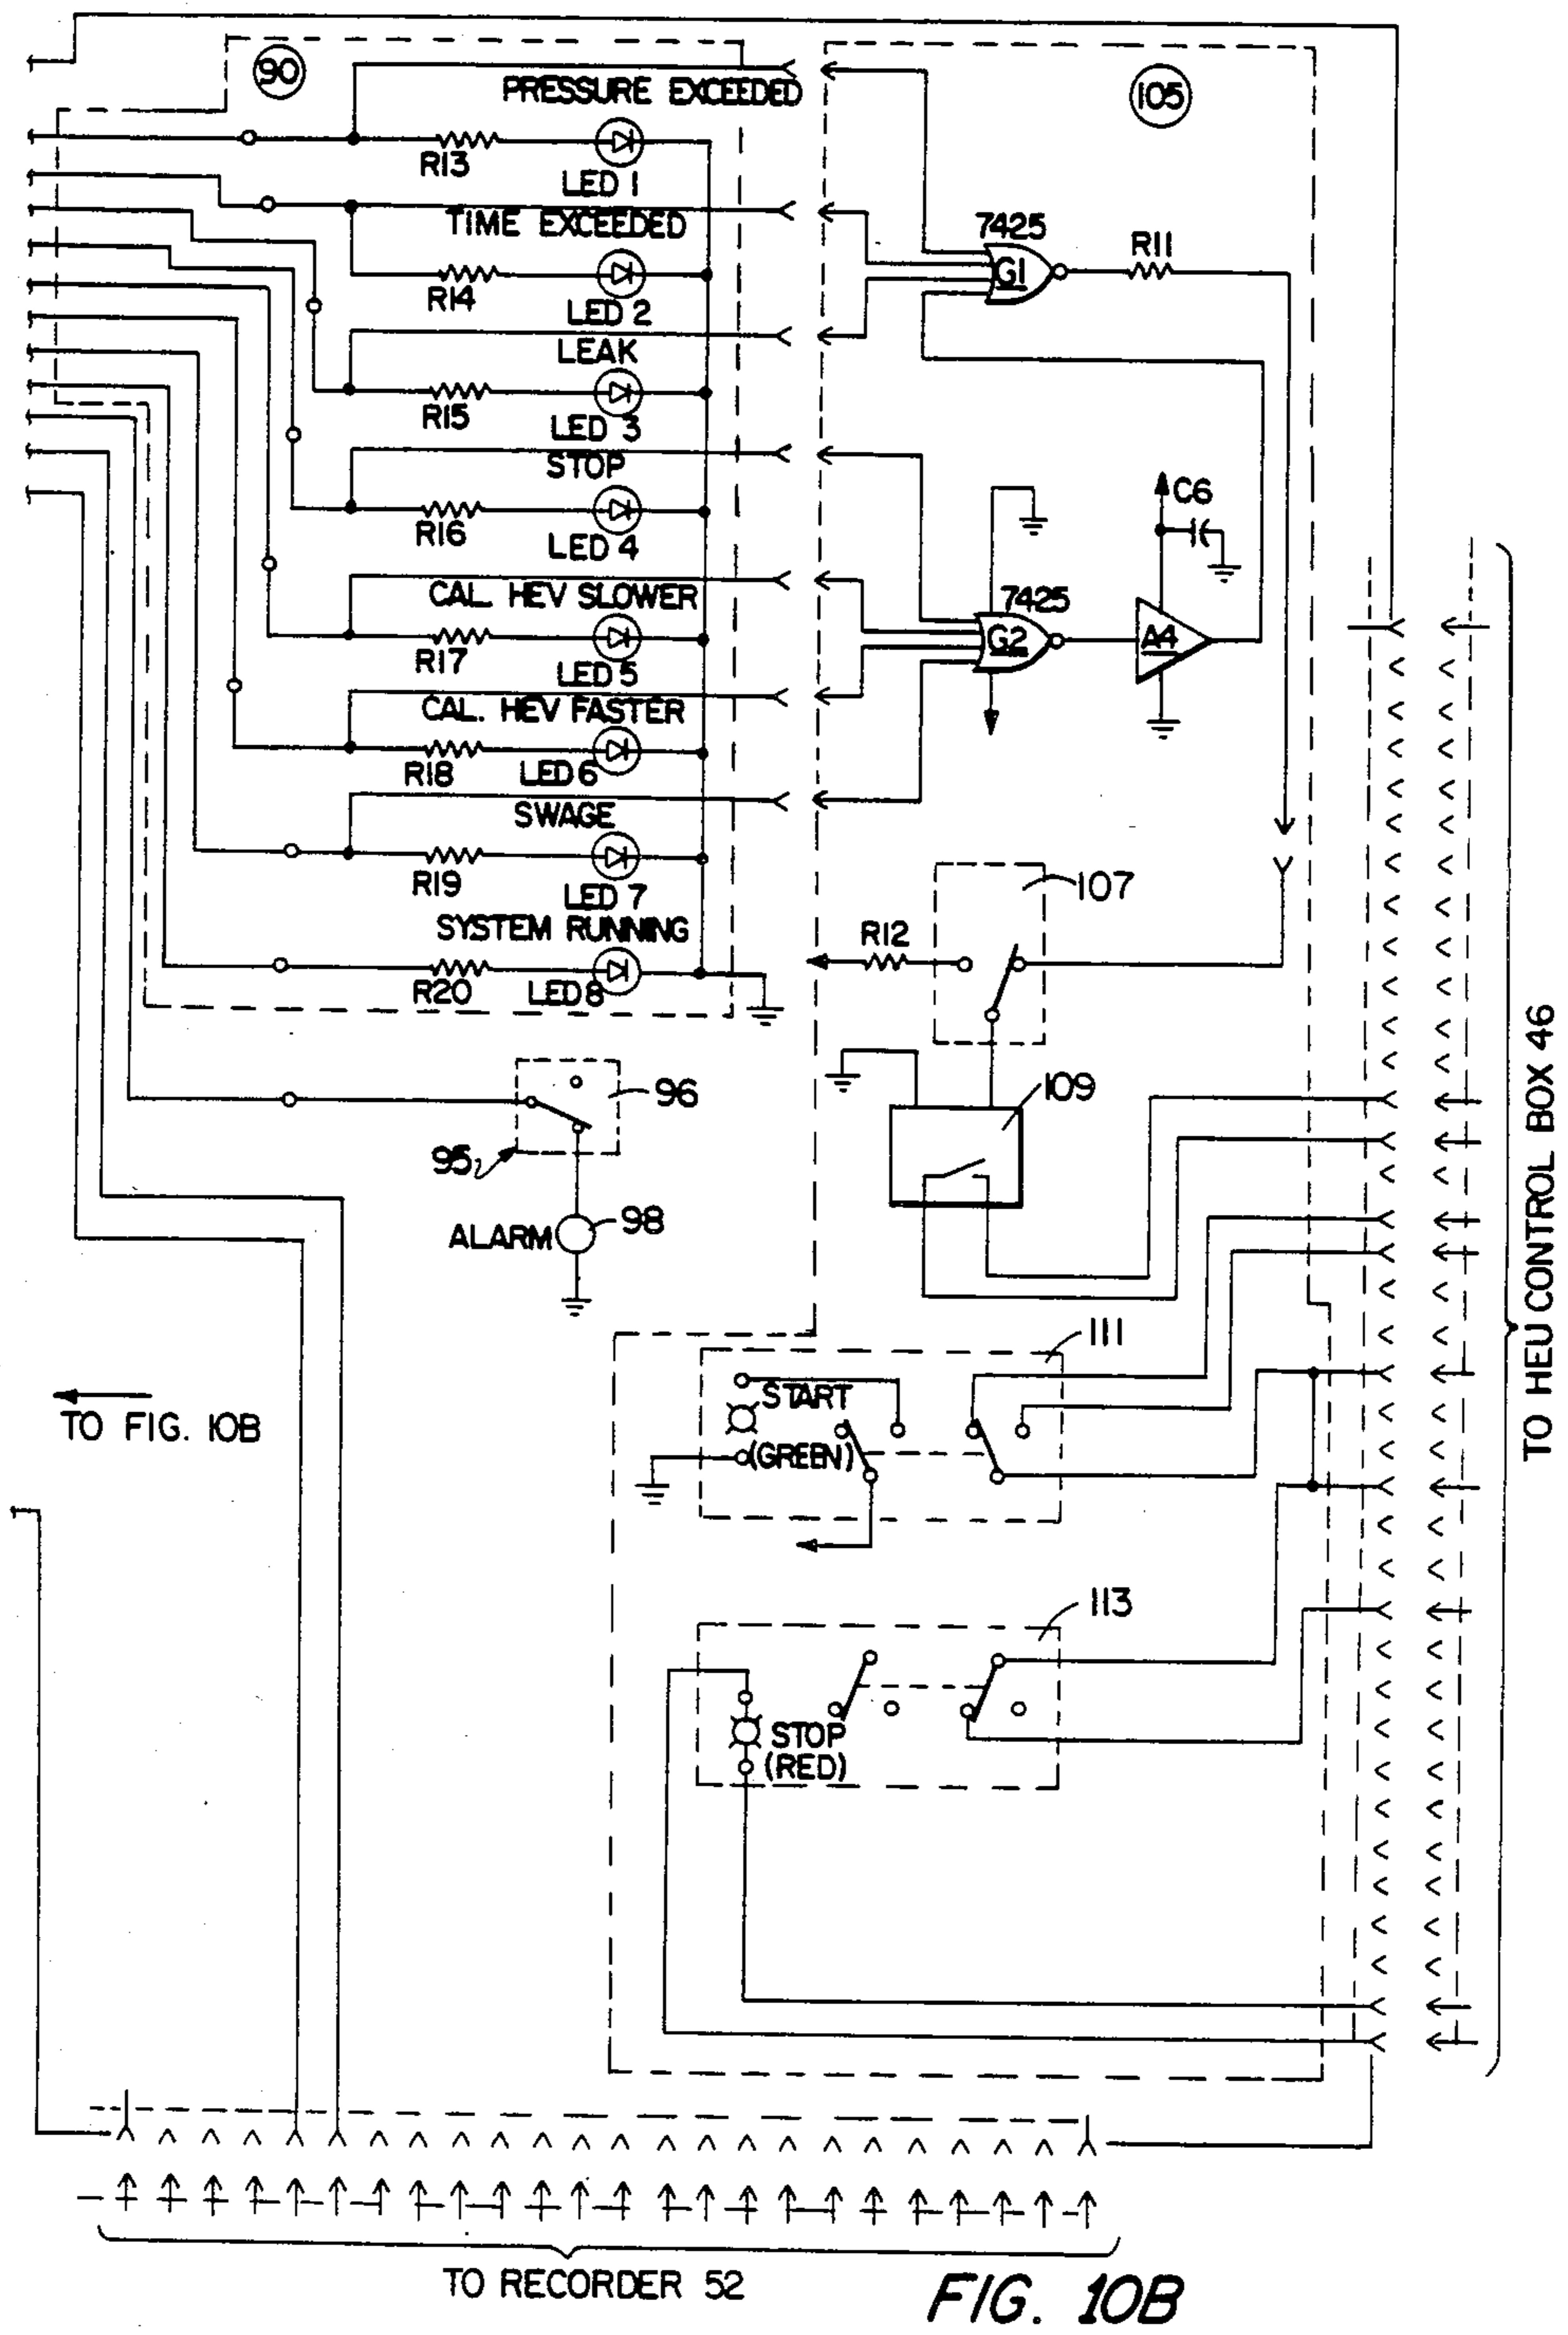 90
PRESSURE EXCEEDED
105
R13
LED 1
TIME EXCEEDED
7425
R11
G1
R14
LED 2
LEAK
R15
LED 3
STOP
C6
R16
LED 4
CAL. HEV SLOWER
7425
G2
A4
R17
LED 5
CAL. HEV FASTER
R18
LED 6
SWAGE
R19
LED 7
107
SYSTEM RUNNING
R12
R20
LED 8
96
109
95
98
ALARM
TO HEU CONTROL BOX 46
111
START
(GREEN)
TO FIG. 10B
113
STOP
(RED)
TO RECORDER 52
FIG. 10B